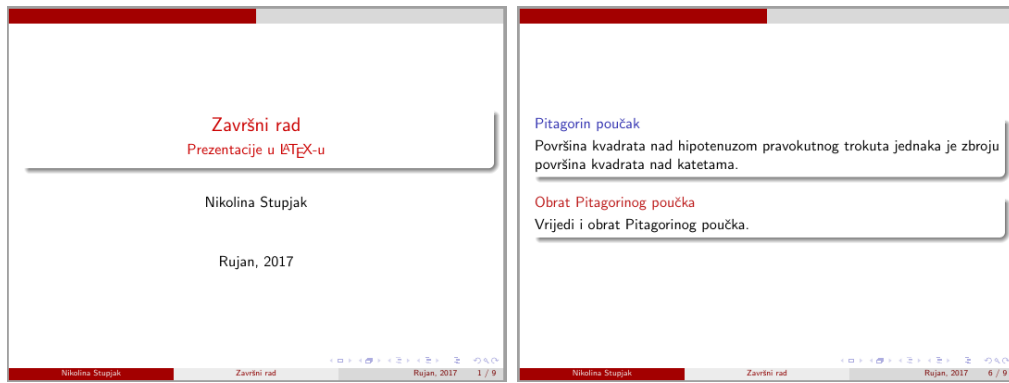 Završni rad
Prezentacije u LATEX-u
Nikolina Stupjak
Rujan, 2017
Nikolina Stupjak Završni rad Rujan, 2017 1 / 9
Pitagorin poučak
Površina kvadrata nad hipotenuzom pravokutnog trokuta jednaka je zbroju
površina kvadrata nad katetama.
Obrat Pitagorinog poučka
Vrijedi i obrat Pitagorinog poučka.
Nikolina Stupjak Završni rad Rujan, 2017 6 / 9